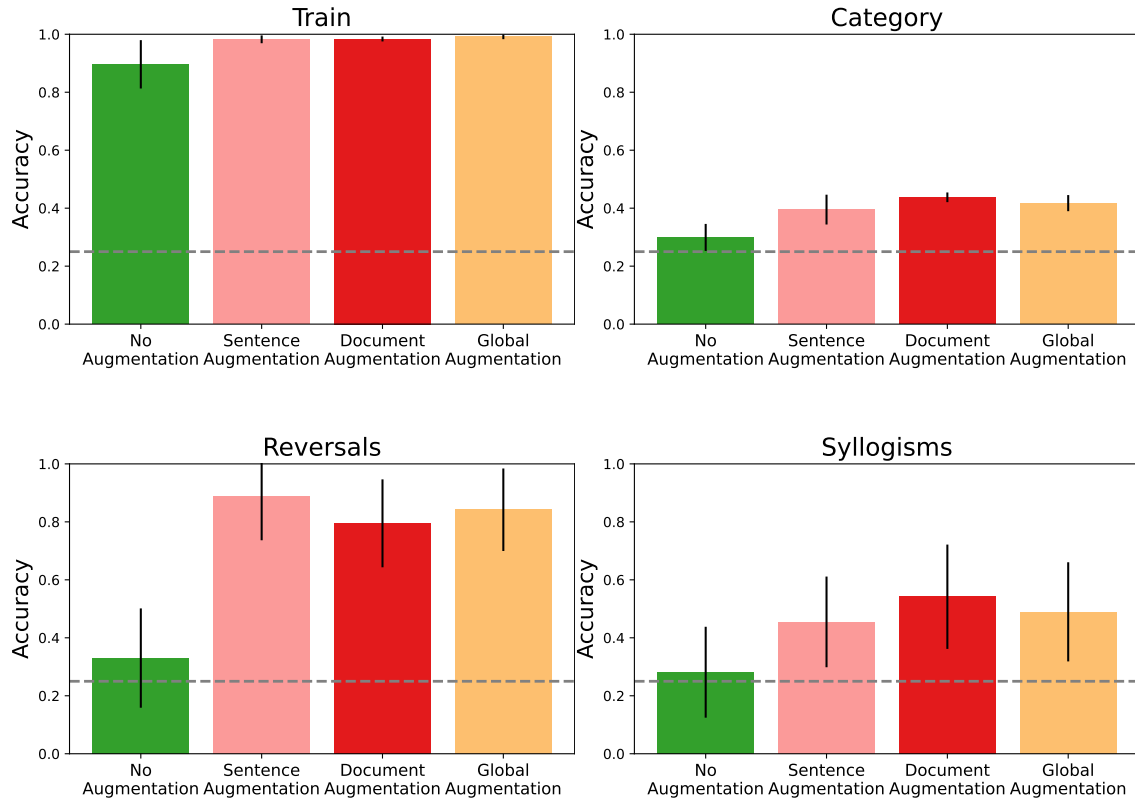 Train
Accuracy
1.0
0.8
0.6
0.4
0.2
0.0
No Augmentation
Sentence Augmentation
Document Augmentation
Global Augmentation
Category
Accuracy
1.0
0.8
0.6
0.4
0.2
0.0
No Augmentation
Sentence Augmentation
Document Augmentation
Global Augmentation
Reversals
Accuracy
1.0
0.8
0.6
0.4
0.2
0.0
No Augmentation
Sentence Augmentation
Document Augmentation
Global Augmentation
Syllogisms
Accuracy
1.0
0.8
0.6
0.4
0.2
0.0
No Augmentation
Sentence Augmentation
Document Augmentation
Global Augmentation